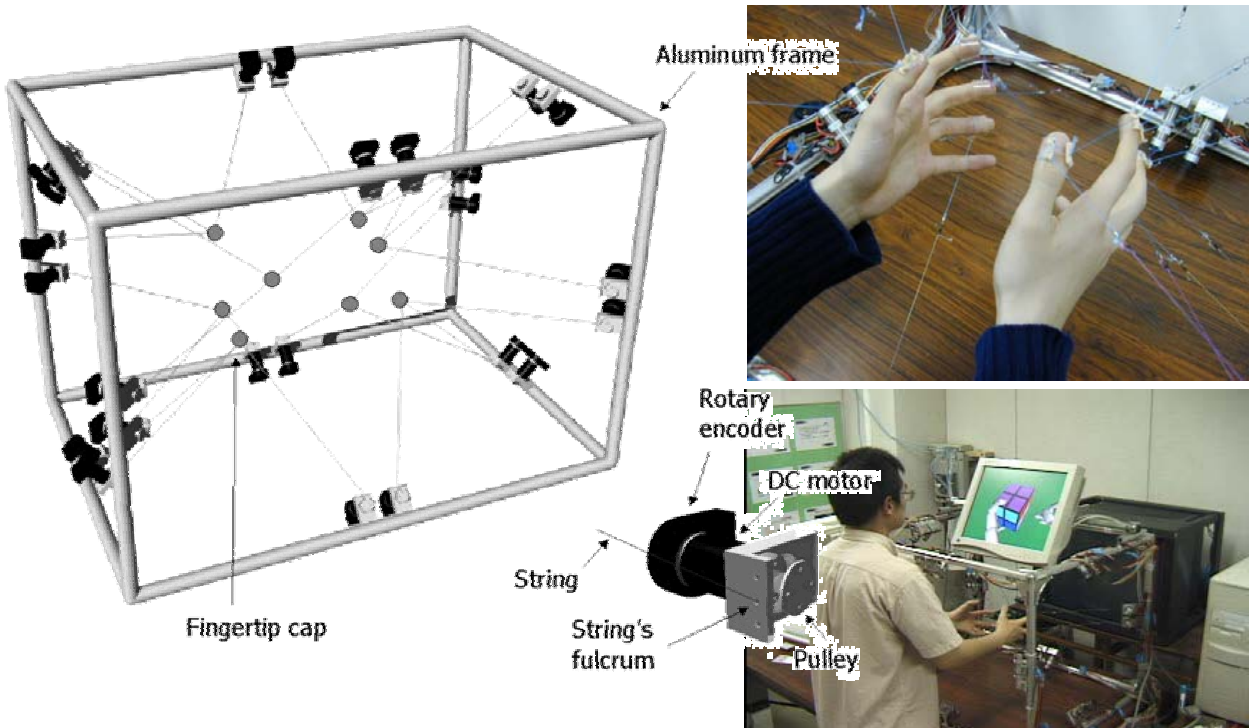 Aluminum frame
Rotary
encoder
DC motor
String
String's
fulcrum
Pulley
Fingertip cap